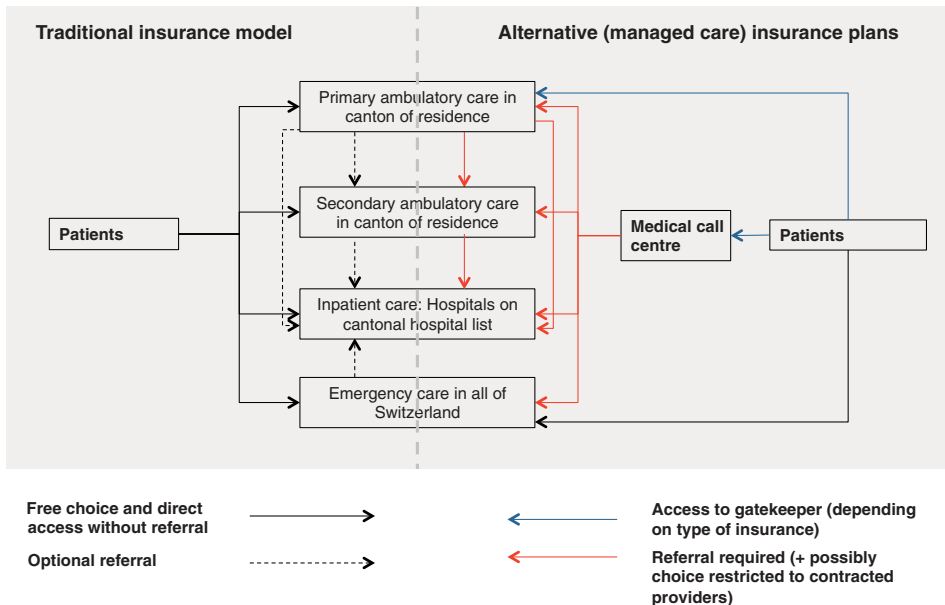 Traditional insurance model
Alternative (managed care) insurance plans
Primary ambulatory care in
canton of residence
Secondary ambulatory care
in canton of residence
Patients
Medical call
centre
Patients
Inpatient care: Hospitals on
cantonal hospital list
Emergency care in all of
Switzerland
Free choice and direct
access without referral
Optional referral
Access to gatekeeper (depending
on type of insurance)
Referral required (+ possibly
choice restricted to contracted
providers)